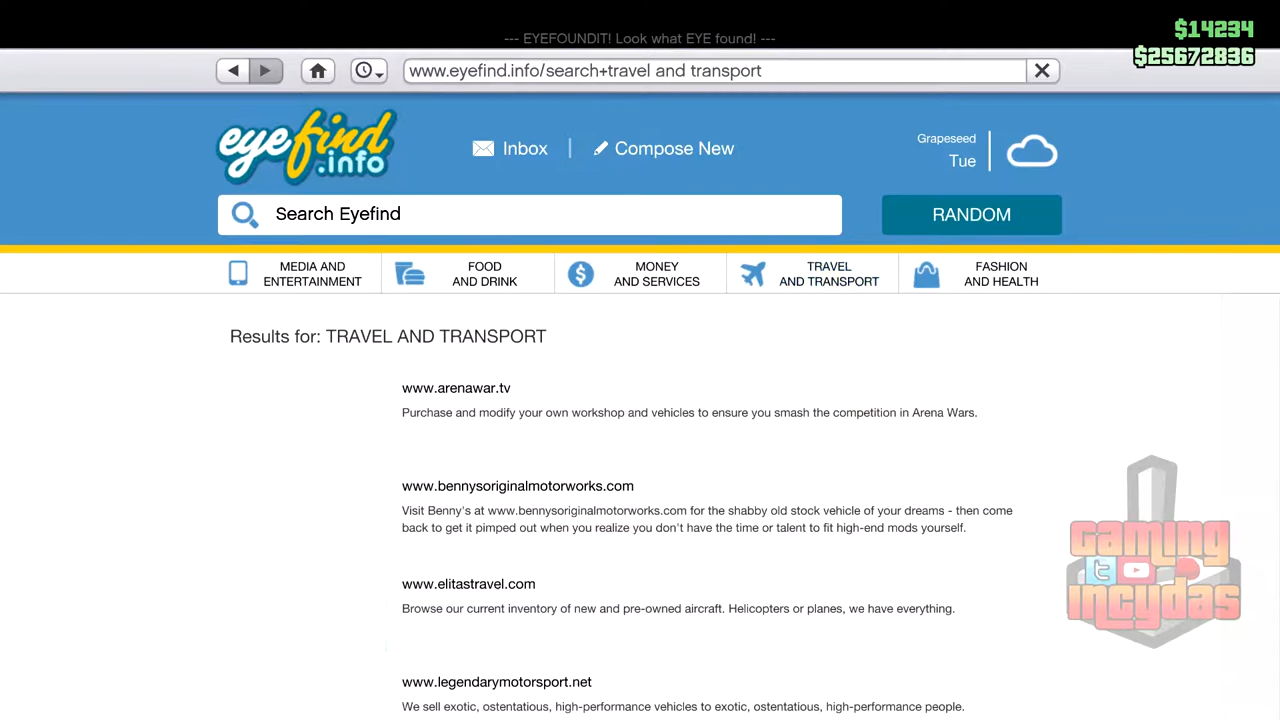 --- EYEFOUNDIT! Look what EYE found! ---
$14234
$25672836
www.eyefind.info/search+travel and transport
eyefind
.info
Inbox
Compose New
Grapeseed
Tue
Search Eyefind
RANDOM
MEDIA AND
ENTERTAINMENT
FOOD
AND DRINK
MONEY
AND SERVICES
TRAVEL
AND TRANSPORT
FASHION
AND HEALTH
Results for: TRAVEL AND TRANSPORT
www.arenawar.tv
Purchase and modify your own workshop and vehicles to ensure you smash the competition in Arena Wars.
www.bennysoriginalmotorworks.com
Visit Benny's at www.bennysoriginalmotorworks.com for the shabby old stock vehicle of your dreams - then come
back to get it pimped out when you realize you don't have the time or talent to fit high-end mods yourself.
www.elitastravel.com
Browse our current inventory of new and pre-owned aircraft. Helicopters or planes, we have everything.
www.legendarymotorsport.net
We sell exotic, ostentatious, high-performance vehicles to exotic, ostentatious, high-performance people.
Gaming
incydas